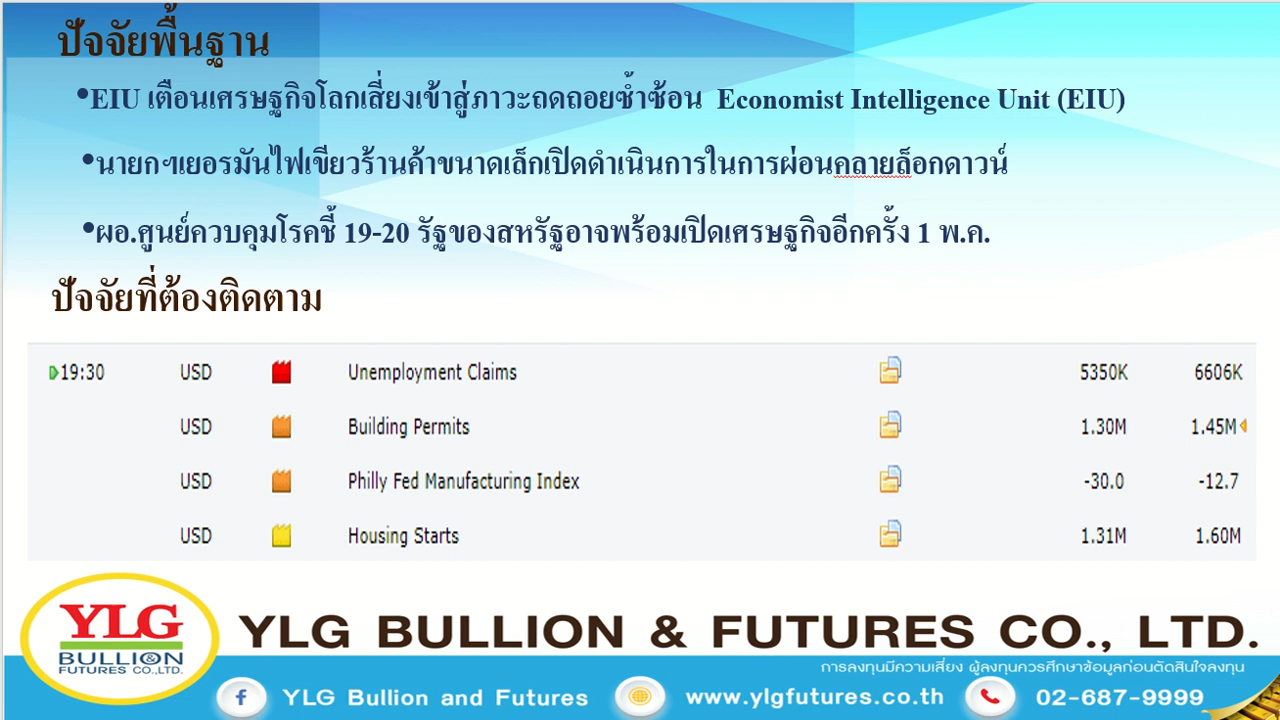 ปัจจัยพื้นฐาน
•EIU เตือนเศรษฐกิจโลกเสี่ยงเข้าสู่ภาวะถดถอยซ้ำซ้อน Economist Intelligence Unit (EIU)
•นายกฯเยอรมันไฟเขียวร้านค้าขนาดเล็กเปิดดำเนินการในการผ่อนคลายล็อกดาวน์
•ผอ.ศูนย์ควบคุมโรคชี้ 19-20 รัฐของสหรัฐอาจพร้อมเปิดเศรษฐกิจอีกครั้ง 1 พ.ค.
ปัจจัยที่ต้องติดตาม
19:30 USD Unemployment Claims 5350K 6606K
USD Building Permits 1.30M 1.45M
USD Philly Fed Manufacturing Index -30.0 -12.7
USD Housing Starts 1.31M 1.60M
YLG
BULLION
FUTURES CO.,LTD.
YLG BULLION & FUTURES CO., LTD.
การลงทุนมีความเสี่ยง ผู้ลงทุนควรศึกษาข้อมูลก่อนตัดสินใจลงทุน
YLG Bullion and Futures www.ylgfutures.co.th 02-687-9999